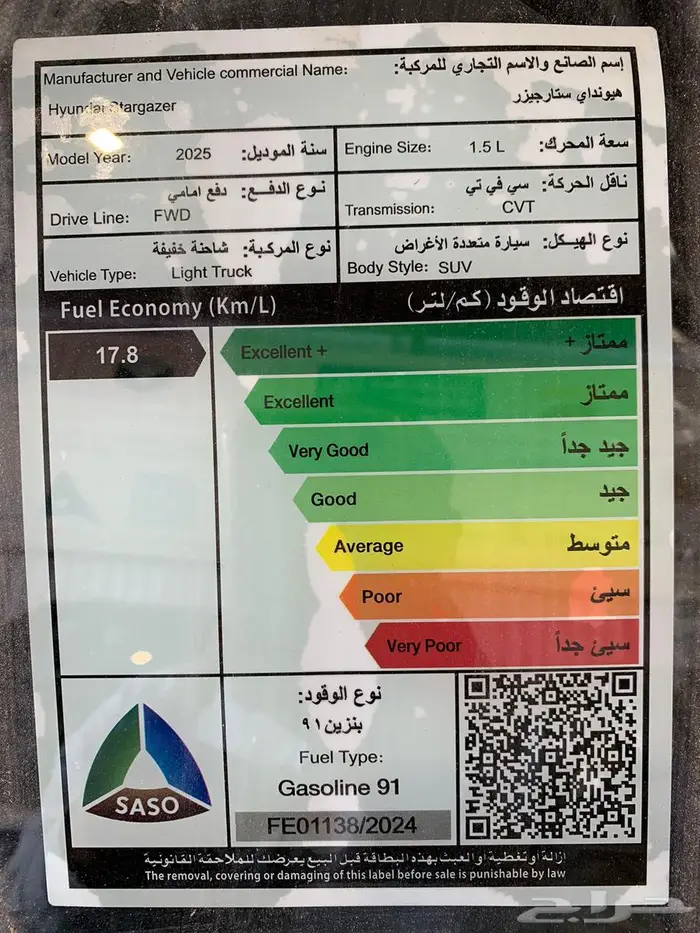 إسم الصانع والاسم التجاري للمركبة:
Manufacturer and Vehicle commercial Name:
هيونداي ستارجيزر
Hyundai Stargazer
Model Year: 2025 سنة الموديل:
Engine Size: 1.5 L سعة المحرك:
نوع الدفع: دفع امامي
Drive Line: FWD
ناقل الحركة: سي في تي
Transmission: CVT
نوع المركبة: شاحنة خفيفة
Vehicle Type: Light Truck
نوع الهيكل: سيارة متعددة الأغراض
Body Style: SUV
Fuel Economy (Km/L) اقتصاد الوقود (كم/لتر)
17.8
Excellent + ممتاز +
Excellent ممتاز
Very Good جيد جداً
Good جيد
Average متوسط
Poor سيئ
Very Poor سيئ جداً
SASO
نوع الوقود:
بنزين ٩١
Fuel Type:
Gasoline 91
FE01138/2024
ازالة أو تغطية او العبث بهذه البطاقة قبل البيع يعرضك للملاحقة القانونية
The removal, covering or damaging of this label before sale is punishable by law
حراج